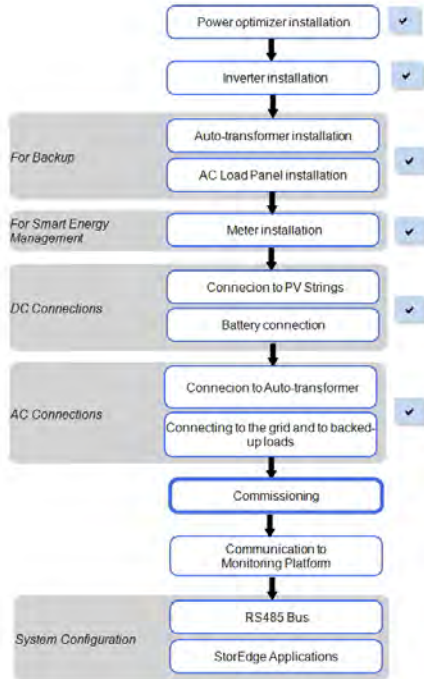 Power optimizer installation
Inverter installation
For Backup
Auto-transformer installation
AC Load Panel installation
For Smart Energy
Management
Meter installation
DC Connections
Connecion to PV Strings
Battery connection
AC Connections
Connecion to Auto-transformer
Connecting to the grid and to backed-
up loads
Commissioning
Communication to
Monitoring Platform
System Configuration
RS485 Bus
StorEdge Applications